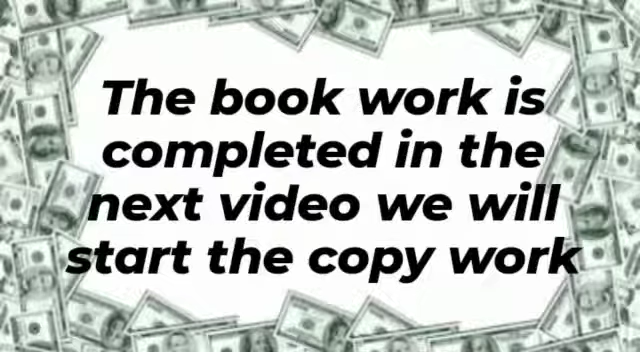 The book work is
completed in the
next video we will
start the copy work